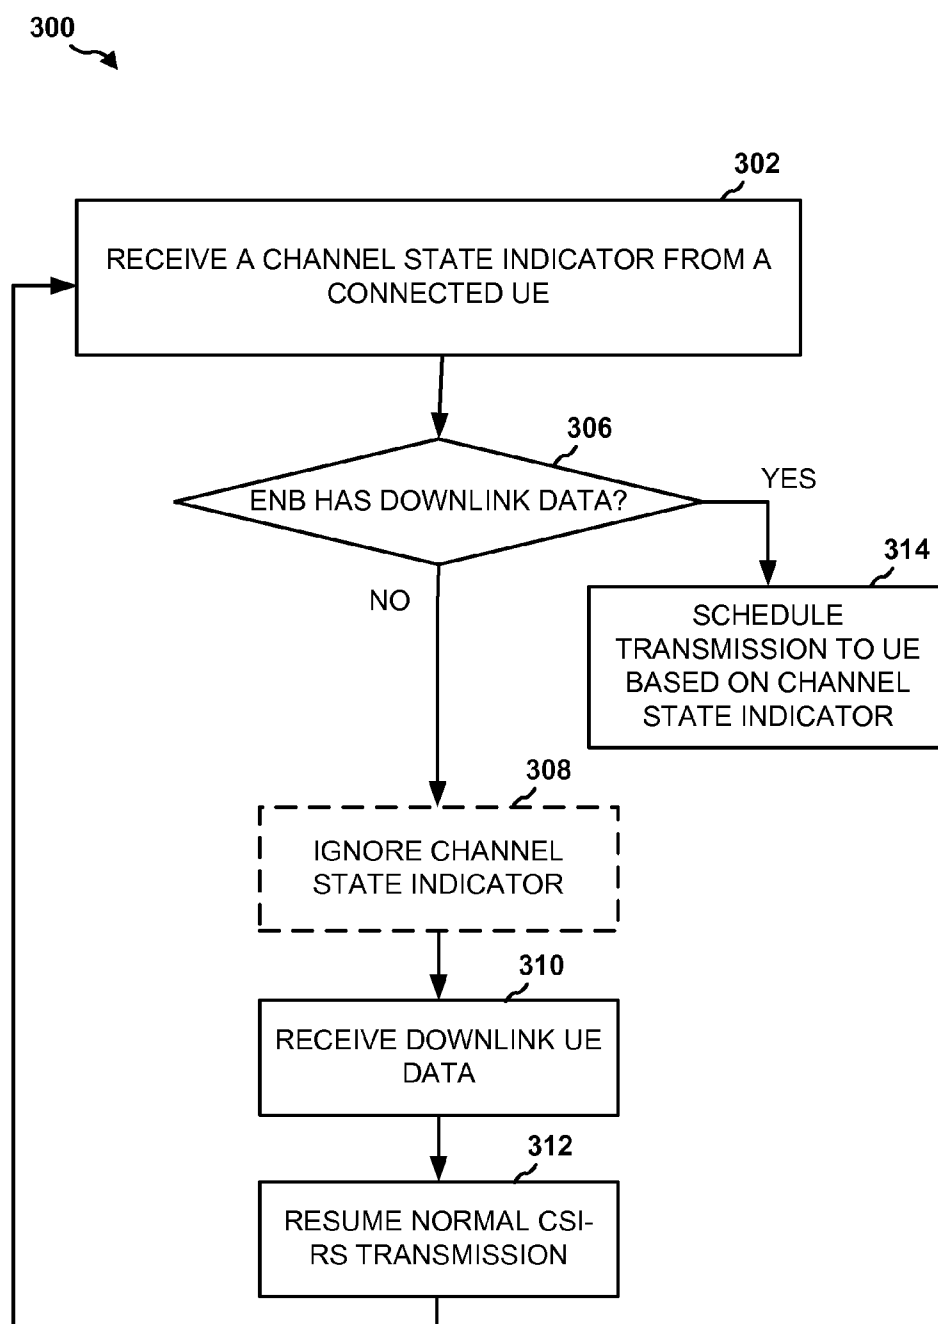 300
302
RECEIVE A CHANNEL STATE INDICATOR FROM A
CONNECTED UE
306
ENB HAS DOWNLINK DATA?
YES
NO
314
SCHEDULE
TRANSMISSION TO UE
BASED ON CHANNEL
STATE INDICATOR
308
IGNORE CHANNEL
STATE INDICATOR
310
RECEIVE DOWNLINK UE
DATA
312
RESUME NORMAL CSI-
RS TRANSMISSION